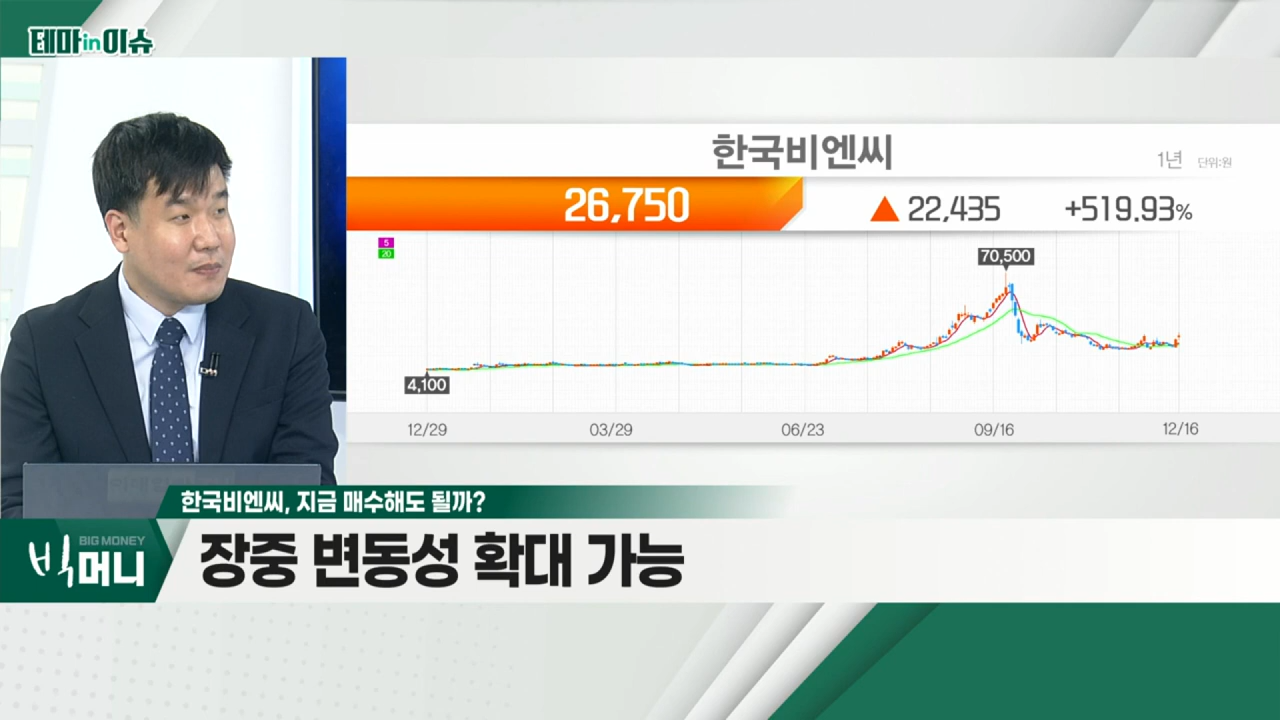 테마in이슈
한국비엔씨
1년 단위:원
26,750 ▲ 22,435 +519.93%
5
20
70,500
4,100
12/29 03/29 06/23 09/16 12/16
한국비엔씨, 지금 매수해도 될까?
BIG MONEY
빅머니
장중 변동성 확대 가능